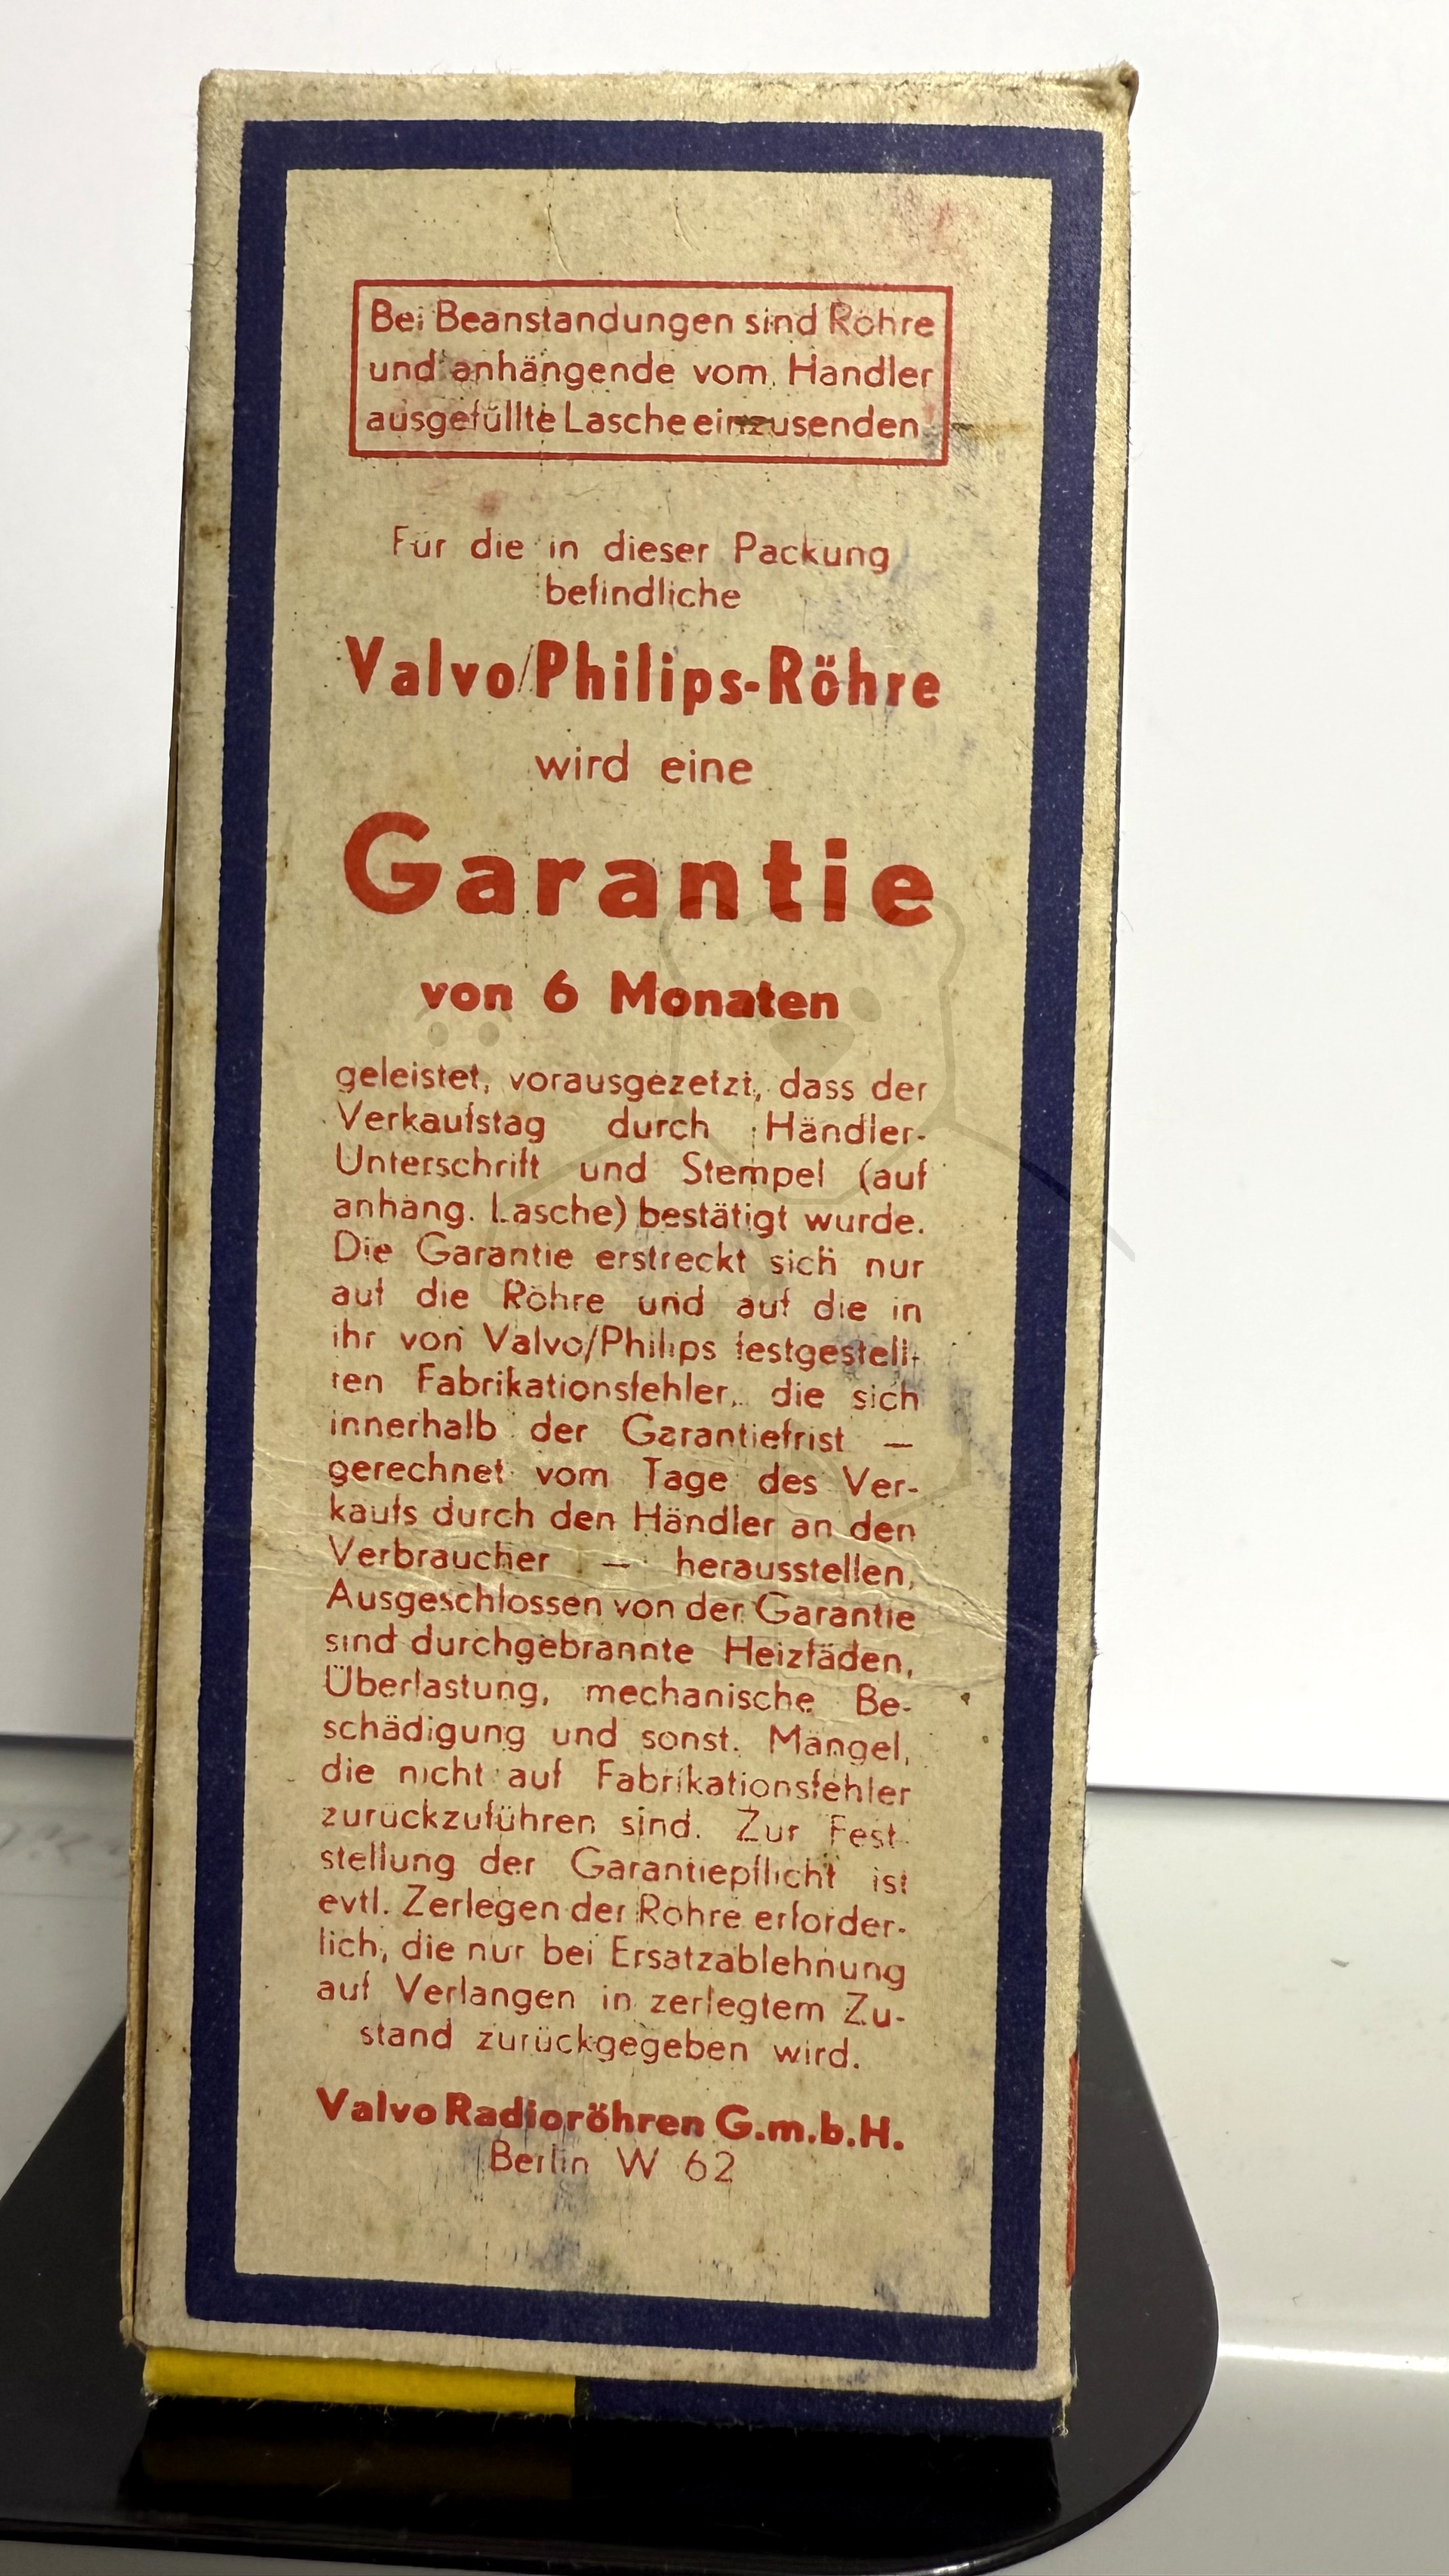 Bei Beanstandungen sind Röhre
und anhängende vom Händler
ausgefüllte Lasche einzusenden
Für die in dieser Packung
befindliche
Valvo/Philips-Röhre
wird eine
Garantie
von 6 Monaten
geleistet, vorausgezetzt, dass der
Verkaufstag durch Händler-
Unterschrift und Stempel (auf
anhäng. Lasche) bestätigt wurde.
Die Garantie erstreckt sich nur
auf die Röhre und auf die in
ihr von Valvo/Philips festgestell-
ten Fabrikationsfehler, die sich
innerhalb der Garantiefrist —
gerechnet vom Tage des Ver-
kaufs durch den Händler an den
Verbraucher — herausstellen,
Ausgeschlossen von der Garantie
sind durchgebrannte Heizfäden,
Überlastung, mechanische Be-
schädigung und sonst. Mängel,
die nicht auf Fabrikationsfehler
zurückzuführen sind. Zur Fest-
stellung der Garantiepflicht ist
evtl. Zerlegen der Röhre erforder-
lich, die nur bei Ersatzablehnung
auf Verlangen in zerlegtem Zu-
stand zurückgegeben wird.
Valvo Radioröhren G.m.b.H.
Berlin W 62